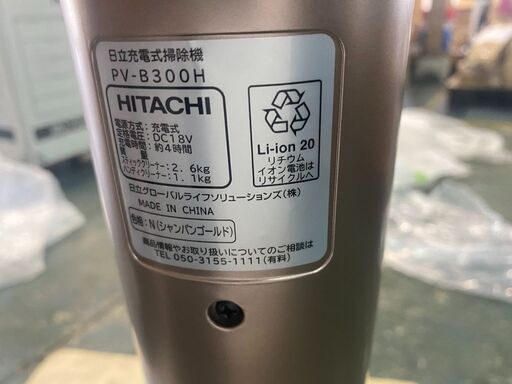 日立充電式掃除機
PV-B300H
HITACHI
電源方式：充電式
定格電圧：DC18V
充電時間：約4時間
質　量
スティッククリーナー：2.6kg
ハンディクリーナー：1.1kg
Li-ion 20
リチウム
イオン電池は
リサイクルへ
日立グローバルライフソリューションズ（株）
MADE IN CHINA
色柄：N（シャンパンゴールド）
商品情報やお取り扱いについてのご相談は
TEL 050-3155-1111（有料）